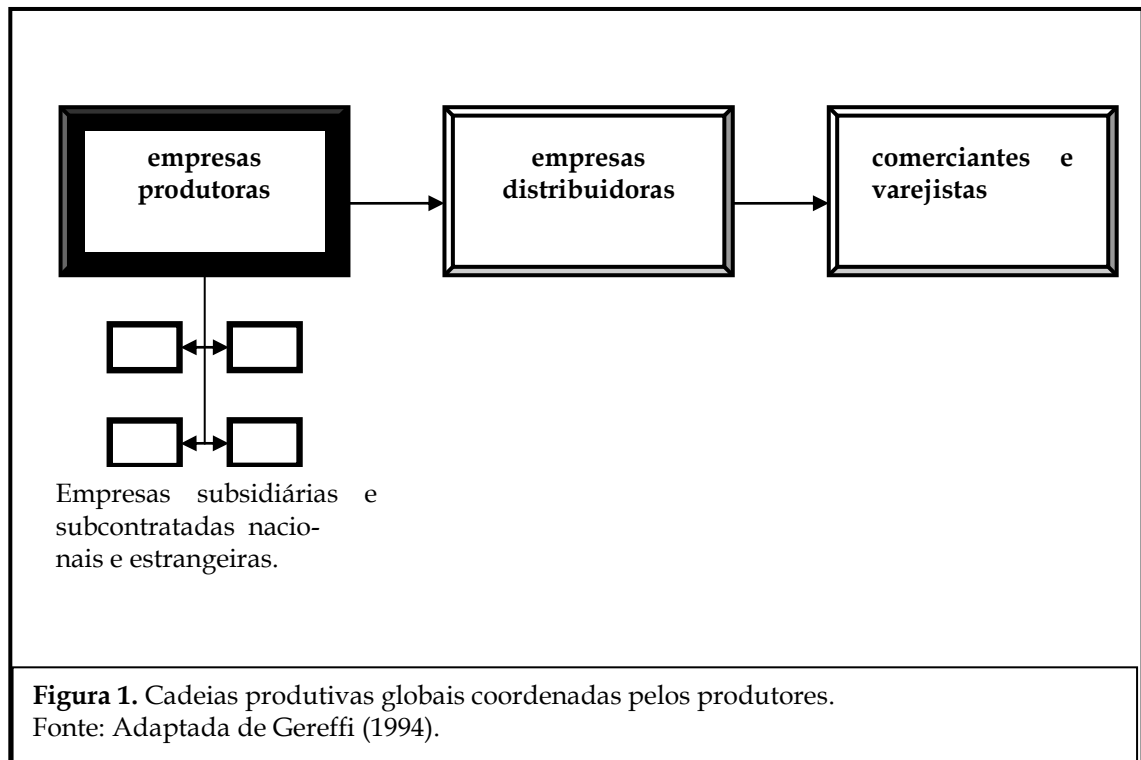 empresas
produtoras
empresas
distribuidoras
comerciantes e
varejistas
Empresas subsidiárias e
subcontratadas nacio-
nais e estrangeiras.
Figura 1. Cadeias produtivas globais coordenadas pelos produtores.
Fonte: Adaptada de Gereffi (1994).